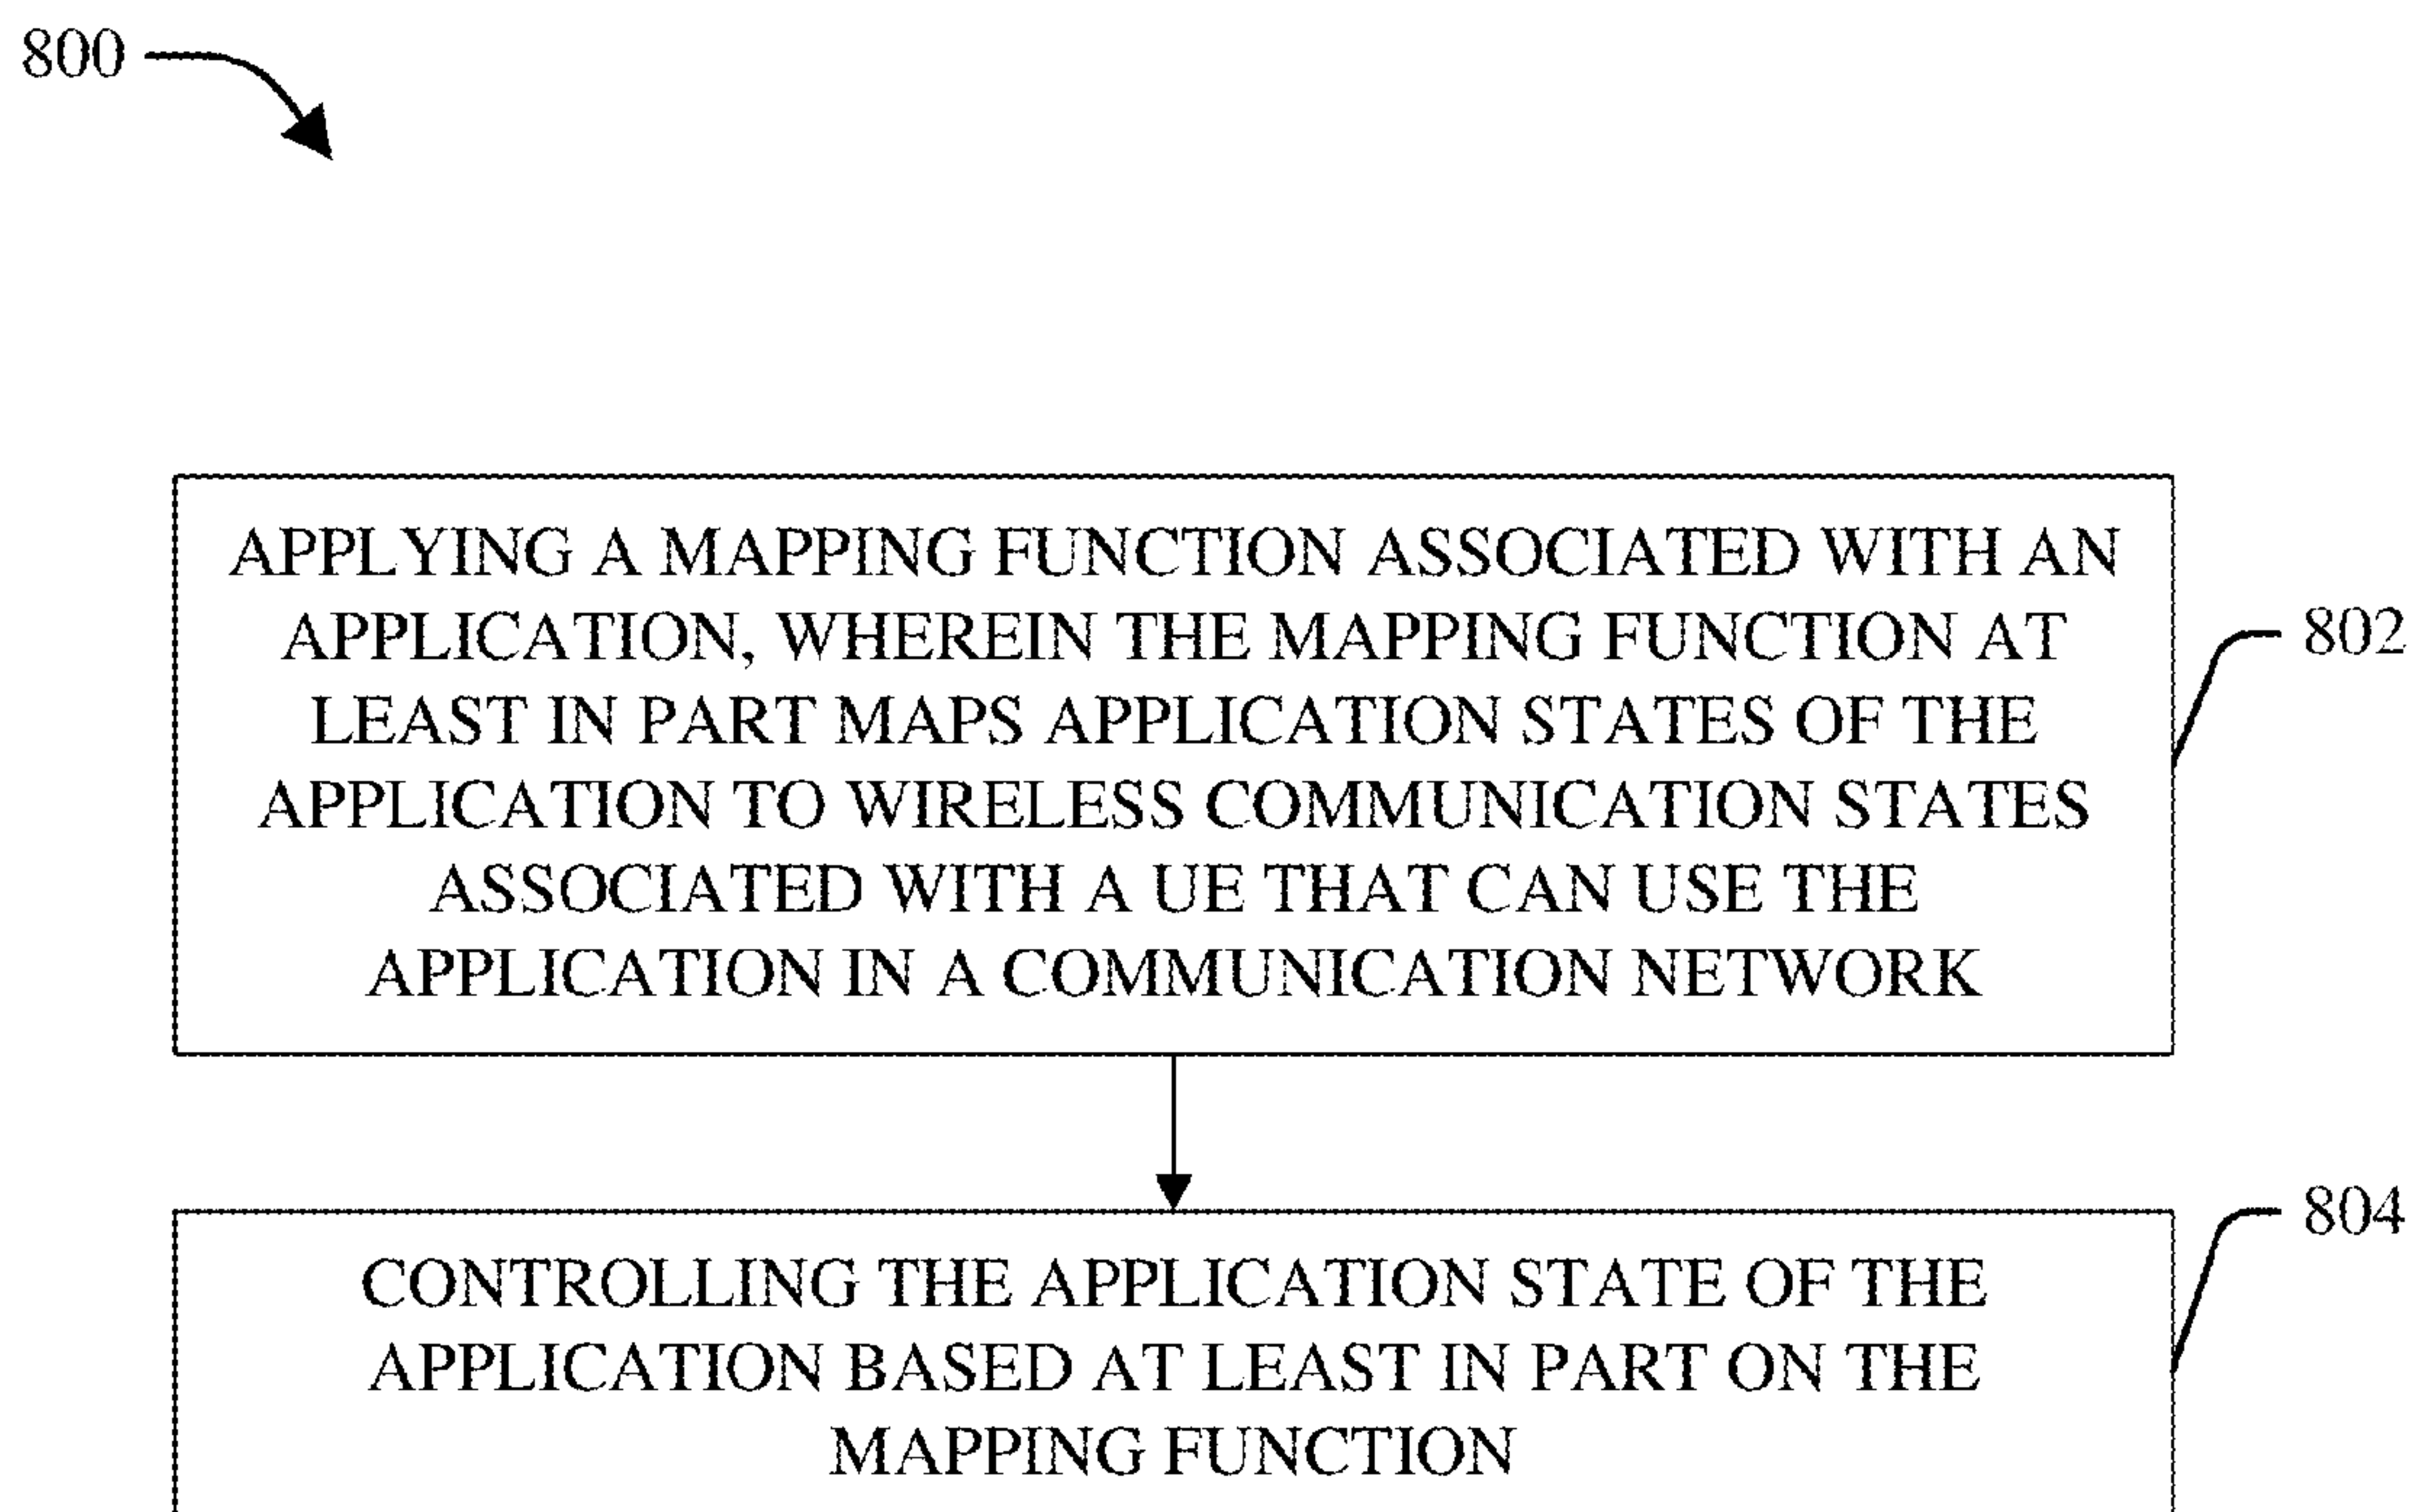 800
APPLYING A MAPPING FUNCTION ASSOCIATED WITH AN
APPLICATION, WHEREIN THE MAPPING FUNCTION AT
LEAST IN PART MAPS APPLICATION STATES OF THE
APPLICATION TO WIRELESS COMMUNICATION STATES
ASSOCIATED WITH A UE THAT CAN USE THE
APPLICATION IN A COMMUNICATION NETWORK
802
CONTROLLING THE APPLICATION STATE OF THE
APPLICATION BASED AT LEAST IN PART ON THE
MAPPING FUNCTION
804